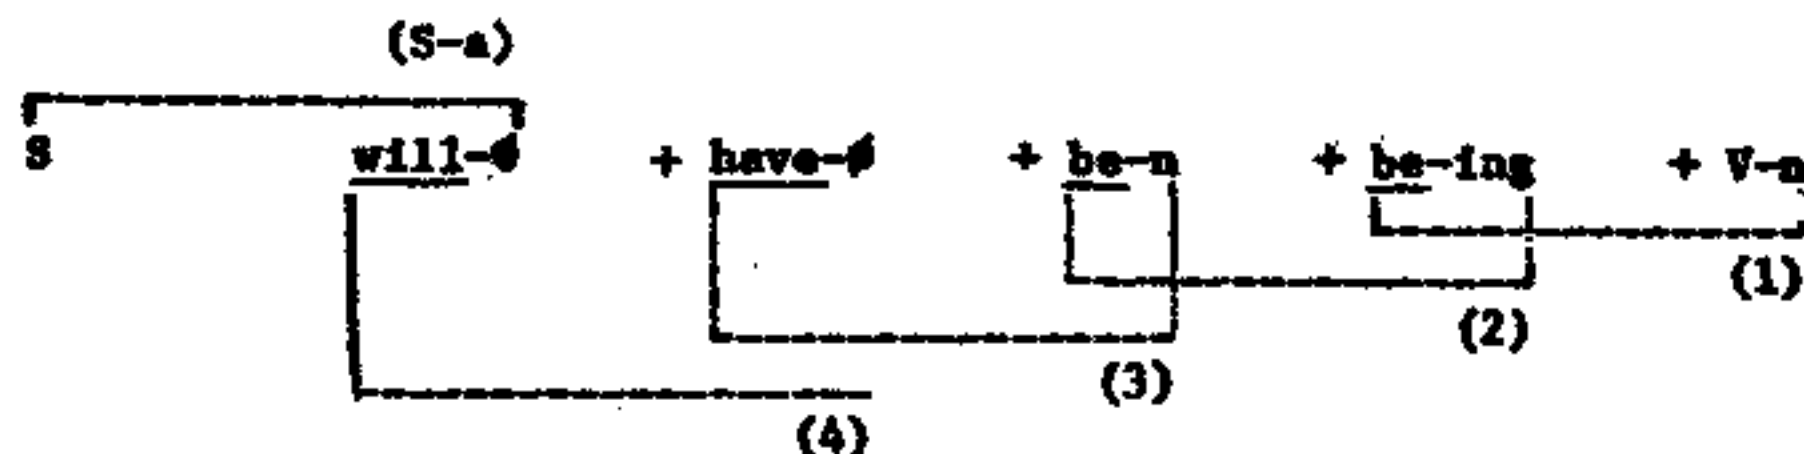 (S-a)
S will-ø + have-ø + be-n + be-ing + V-n
(1)
(2)
(3)
(4)